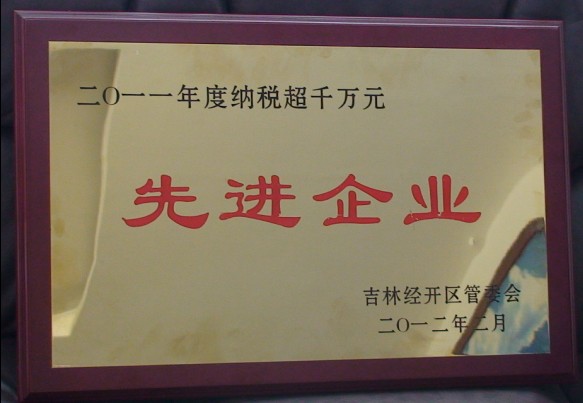 二〇一一年度纳税超千万元
先进企业
吉林经开区管委会
二〇一二年二月